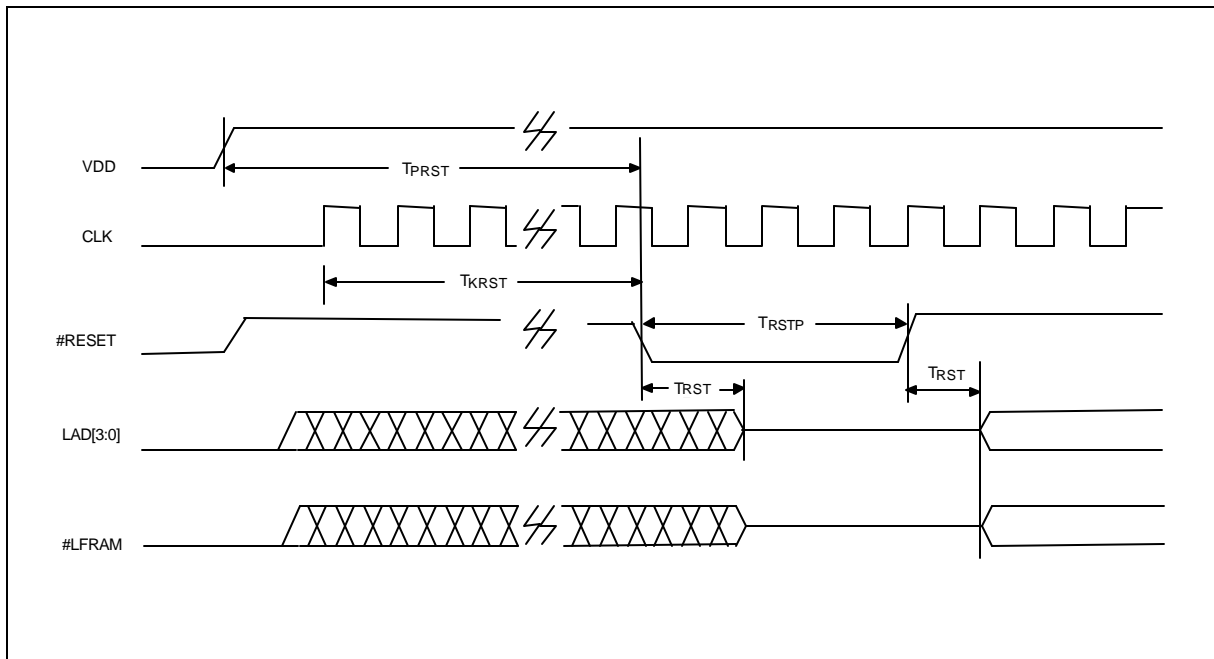 VDD
TPRST
CLK
TKRST
#RESET
TRSTP
TRST
TRST
LAD[3:0]
#LFRAM